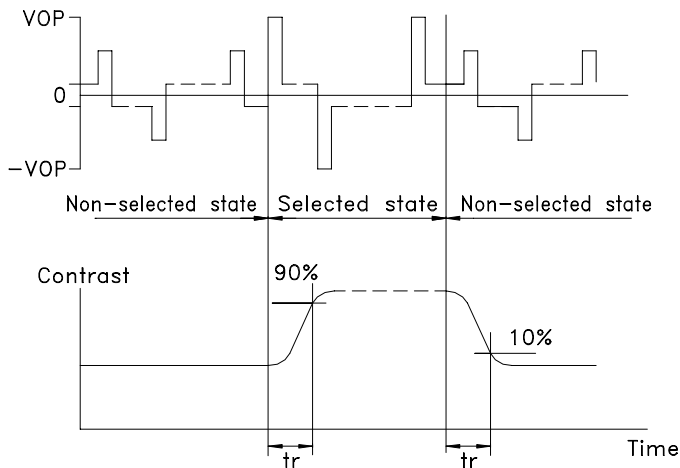 VOP
0
-VOP
Non-selected state
Selected state
Non-selected state
Contrast
90%
10%
Time
tr
tr